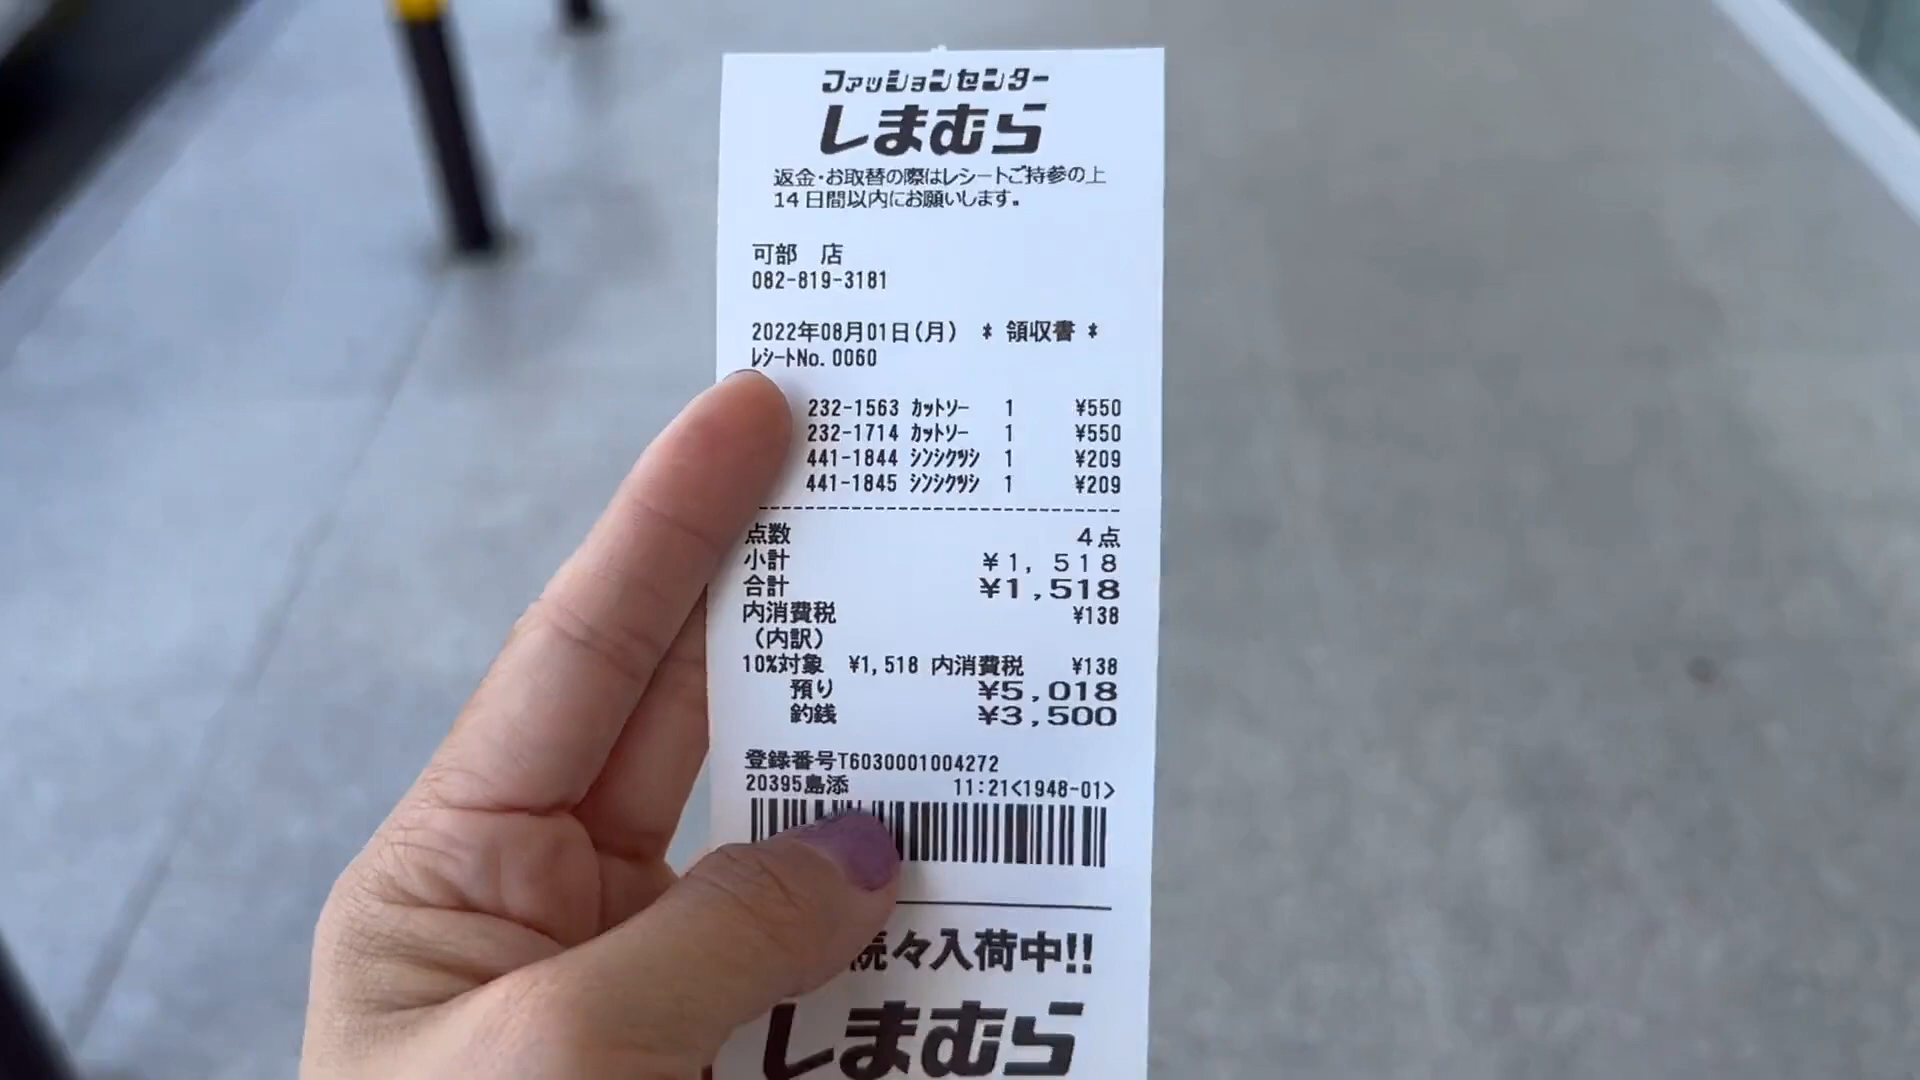 ファッションセンター
しまむら
返金・お取替の際はレシートご持参の上
14日間以内にお願いします。
可部 店
082-819-3181
2022年08月01日(月) * 領収書 *
ﾚｼｰﾄNo.0060
232-1563 ｶｯﾄｿｰ 1 ¥550
232-1714 ｶｯﾄｿｰ 1 ¥550
441-1844 ｼﾝｼｸﾂｼ 1 ¥209
441-1845 ｼﾝｼｸﾂｼ 1 ¥209
点数 4点
小計 ¥1,518
合計 ¥1,518
内消費税 ¥138
(内訳)
10%対象 ¥1,518 内消費税 ¥138
預り ¥5,018
釣銭 ¥3,500
登録番号T6030001004272
20395島添 11:21<1948-01>
続々入荷中!!
しまむら